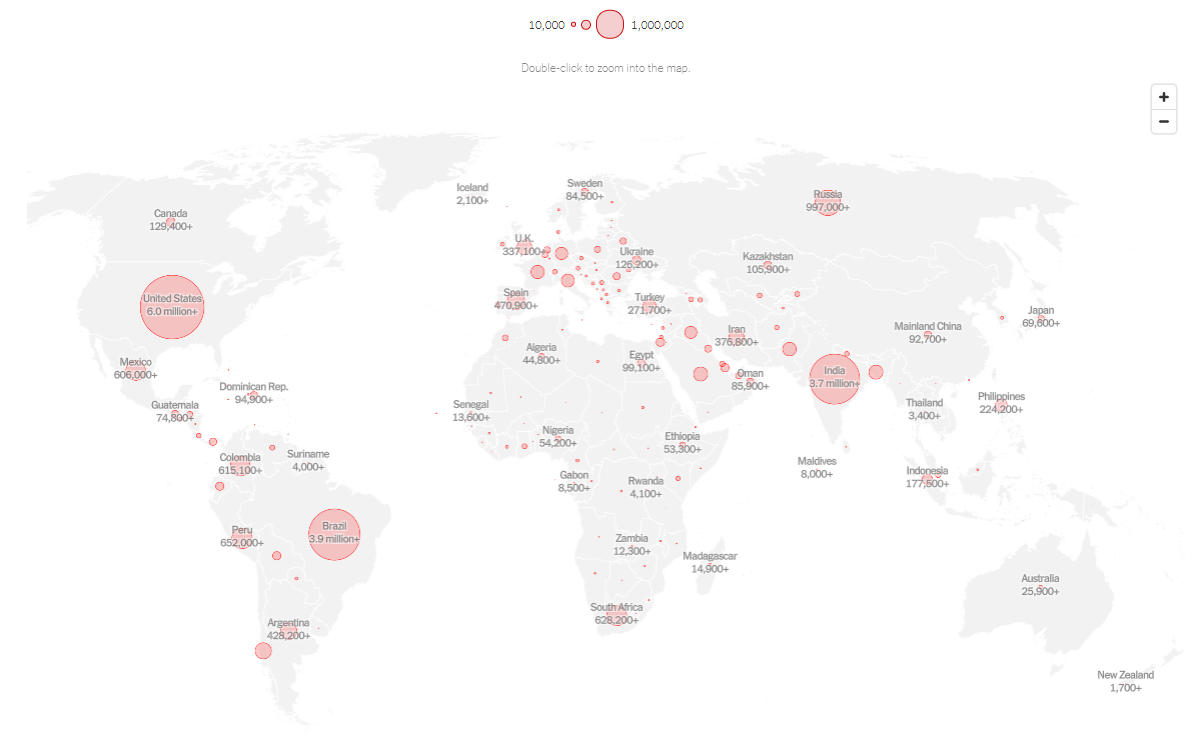 10,000 1,000,000
Double-click to zoom into the map.
+
−
Iceland
2,100+
Sweden
84,500+
Russia
997,000+
Canada
129,400+
U.K.
337,100+
Ukraine
126,200+
Kazakhstan
105,900+
United States
6.0 million+
Spain
470,900+
Turkey
271,700+
Japan
69,600+
Mainland China
92,700+
Iran
376,800+
Algeria
44,800+
Egypt
99,100+
Mexico
606,000+
Oman
85,900+
India
3.7 million+
Dominican Rep.
94,900+
Guatemala
74,800+
Senegal
13,600+
Thailand
3,400+
Philippines
224,200+
Nigeria
54,200+
Ethiopia
53,300+
Colombia
615,100+
Suriname
4,000+
Maldives
8,000+
Gabon
8,500+
Rwanda
4,100+
Indonesia
177,500+
Peru
652,000+
Brazil
3.9 million+
Zambia
12,300+
Madagascar
14,900+
Australia
25,900+
South Africa
628,200+
Argentina
428,200+
New Zealand
1,700+